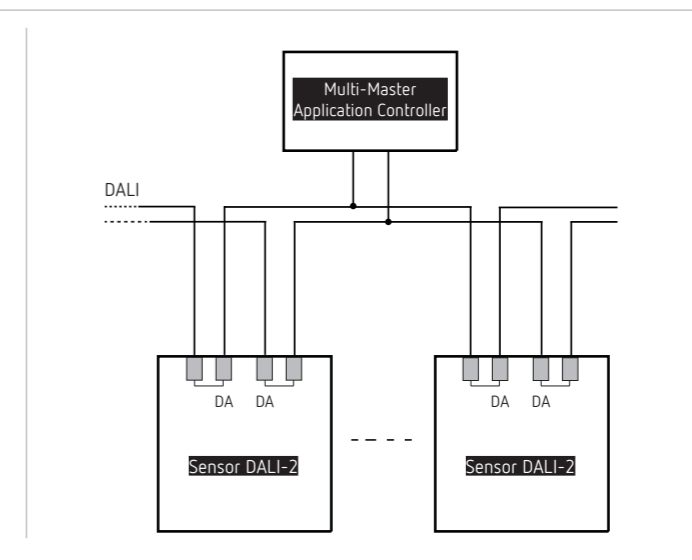 Multi-Master
Application Controller
DALI
DA DA
DA DA
Sensor DALI-2
Sensor DALI-2